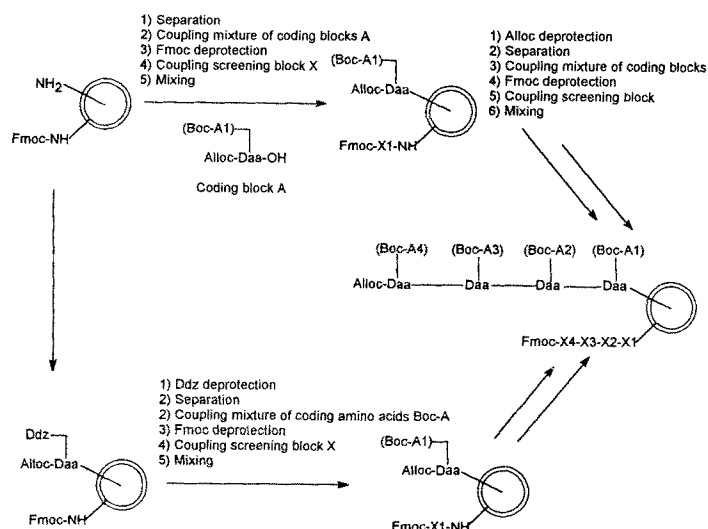 1) Separation
2) Coupling mixture of coding blocks A
3) Fmoc deprotection
4) Coupling screening block X
5) Mixing
NH2
Fmoc-NH
(Boc-A1)
Alloc-Daa-OH
Coding block A
(Boc-A1)
Alloc-Daa
Fmoc-X1-NH
1) Alloc deprotection
2) Separation
3) Coupling mixture of coding blocks
4) Fmoc deprotection
5) Coupling screening block
6) Mixing
(Boc-A4) (Boc-A3) (Boc-A2) (Boc-A1)
Alloc-Daa Daa Daa Daa
Fmoc-X4-X3-X2-X1
1) Ddz deprotection
2) Separation
2) Coupling mixture of coding amino acids Boc-A
3) Fmoc deprotection
4) Coupling screening block X
5) Mixing
Ddz
Alloc-Daa
Fmoc-NH
(Boc-A1)
Alloc-Daa
Fmoc-X1-NH